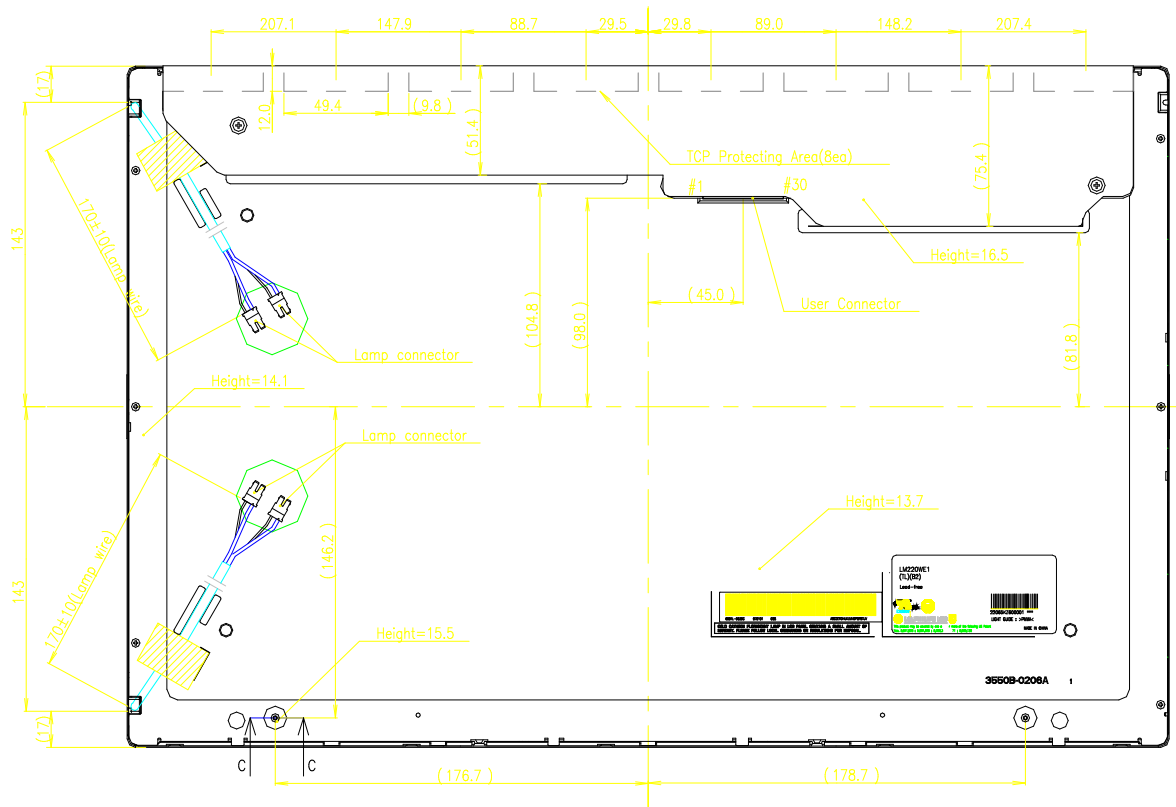 207.1 147.9 88.7 29.5 29.8 89.0 148.2 207.4
(17)
12.0
49.4
(9.8)
(51.4)
(75.4)
TCP Protecting Area(8ea)
#1 #30
170±10(Lamp wire)
143
Height=16.5
(45.0)
User Connector
(104.8)
(98.0)
(81.8)
Lamp connector
Height=14.1
Lamp connector
Height=13.7
(146.2)
143
170±10(Lamp wire)
LM220WE1
(TL)(B2)
Lead-free
MADE IN CHINA
Height=15.5
3550B-0206A 1
(17)
C C
(176.7) (178.7)